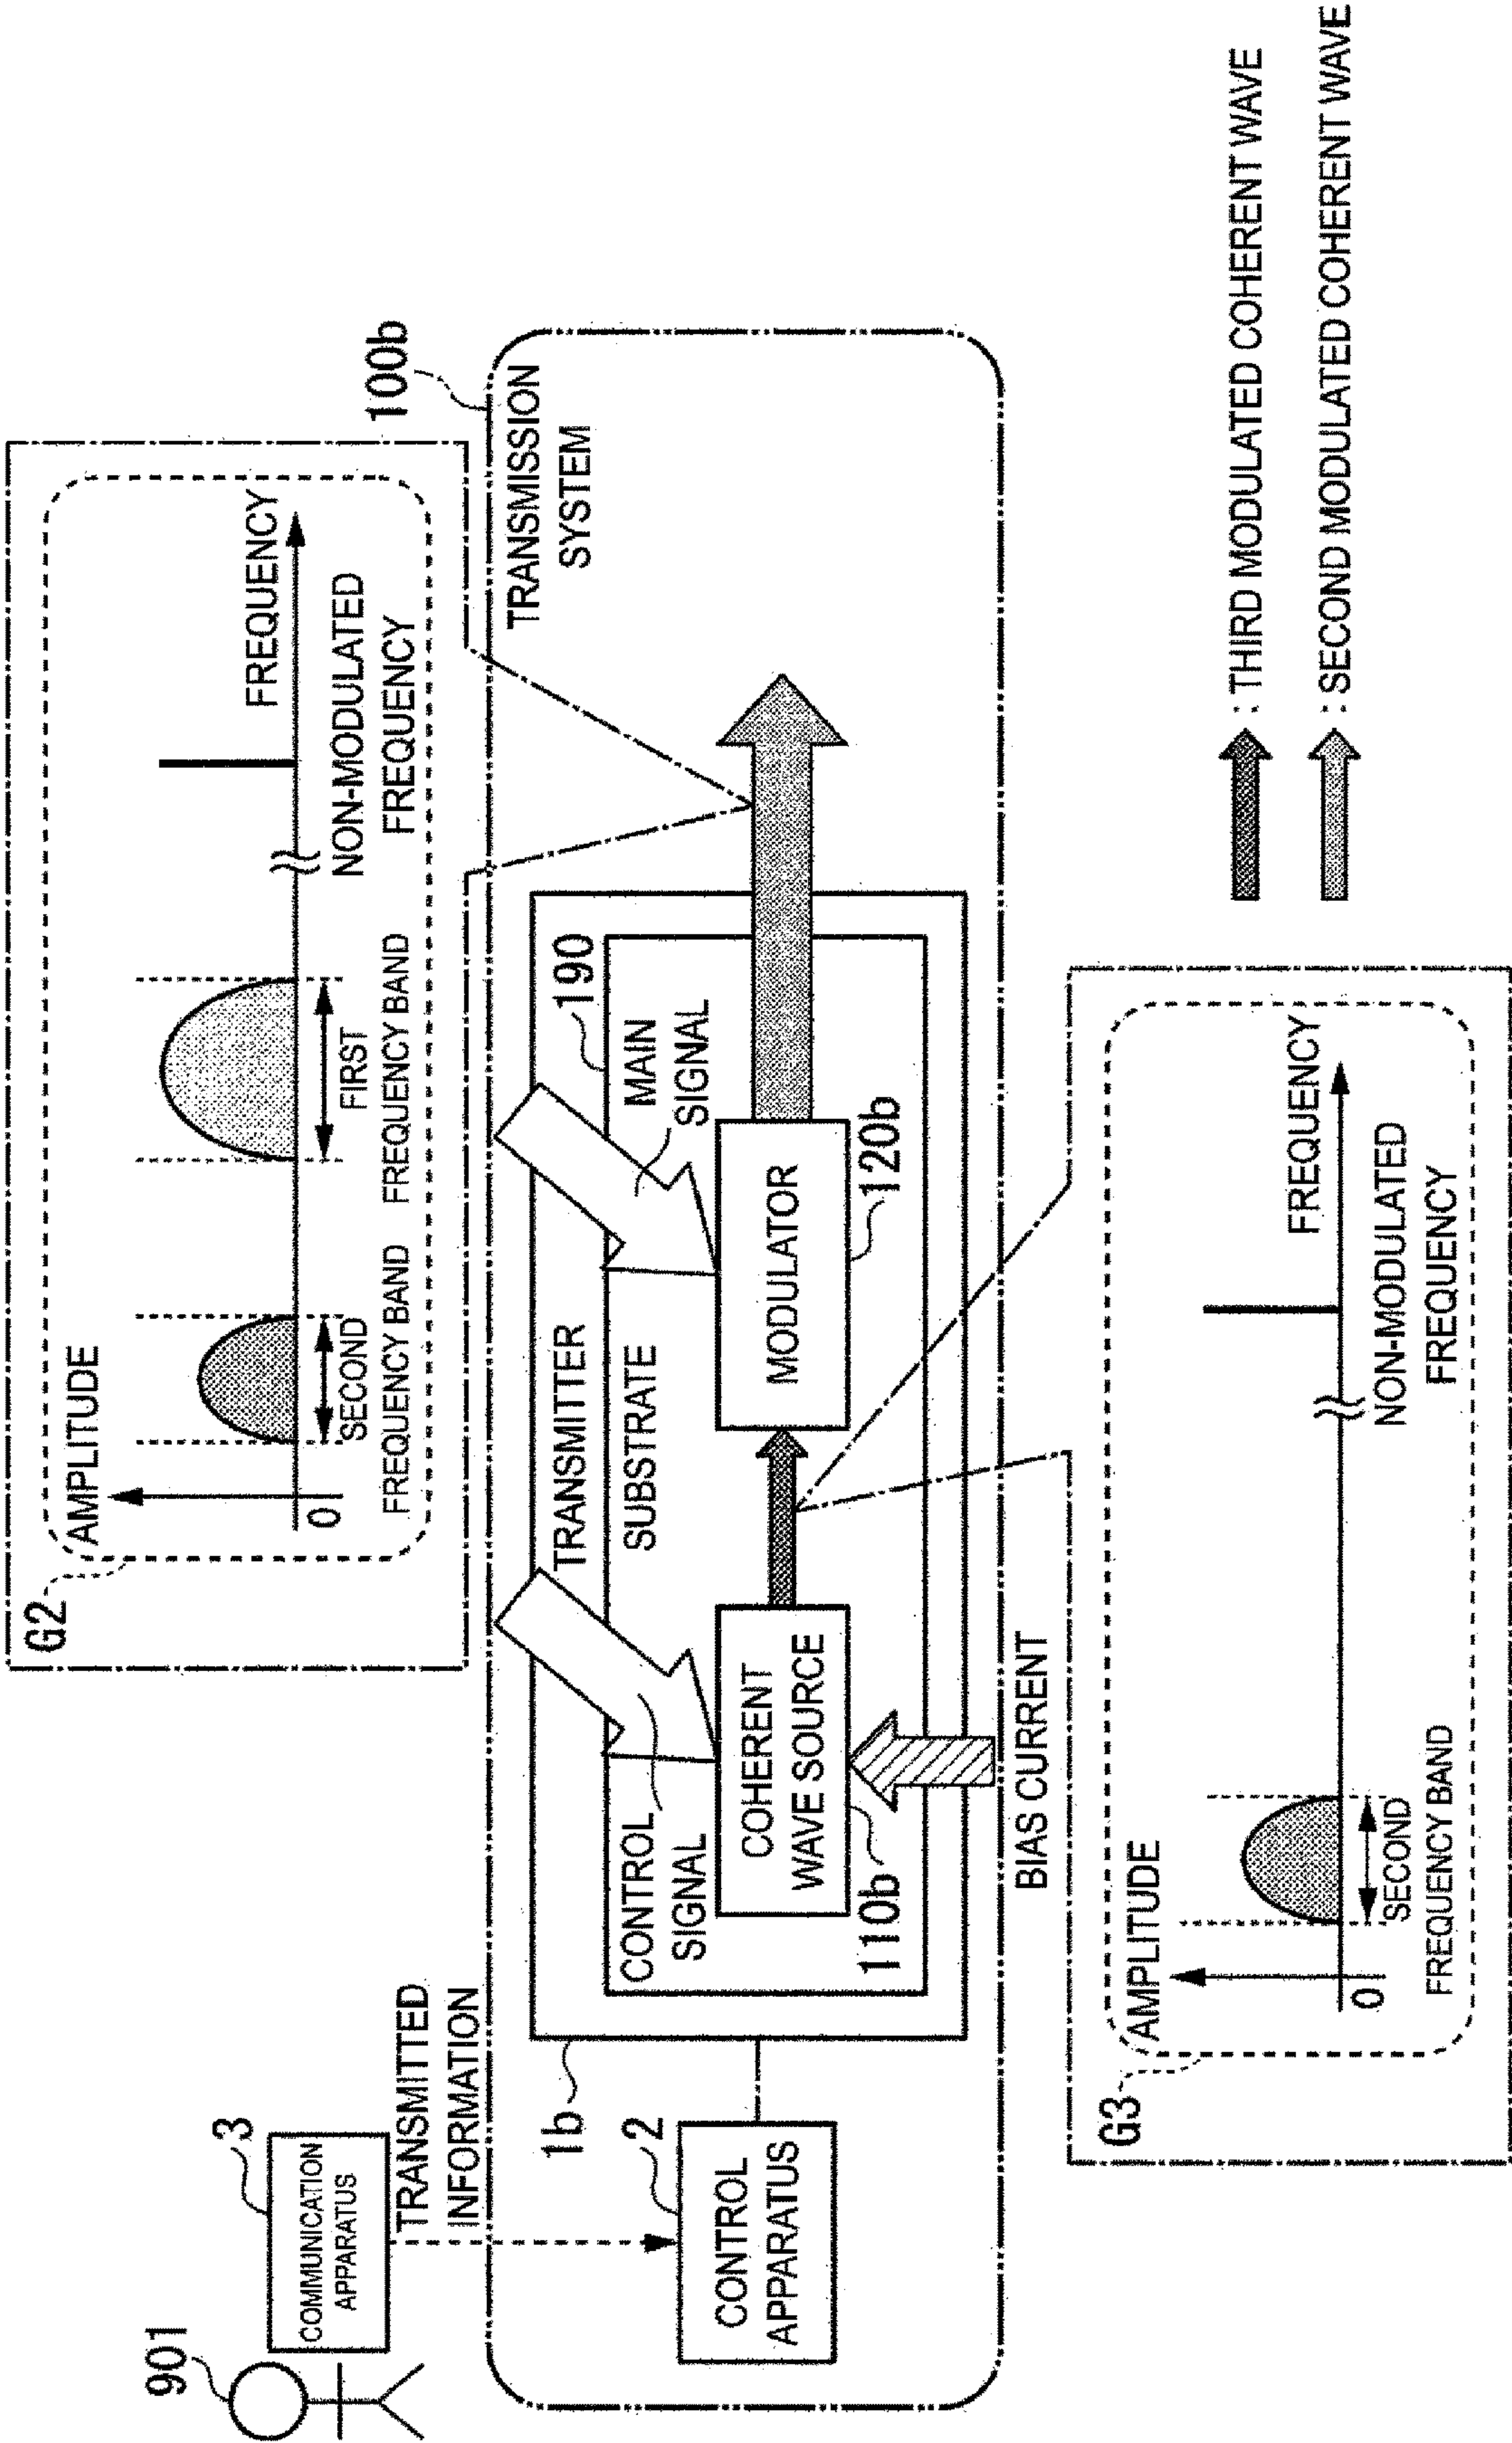 901
3
COMMUNICATION
APPARATUS
TRANSMITTED
INFORMATION
G2
AMPLITUDE
0
SECOND
FREQUENCY BAND
FIRST
FREQUENCY BAND
FREQUENCY
NON-MODULATED
FREQUENCY
100b
TRANSMISSION
SYSTEM
2
CONTROL
APPARATUS
1b
TRANSMITTER
190
SUBSTRATE
CONTROL
SIGNAL
MAIN
SIGNAL
COHERENT
WAVE SOURCE
110b
MODULATOR
120b
BIAS CURRENT
G3
AMPLITUDE
0
SECOND
FREQUENCY BAND
FREQUENCY
NON-MODULATED
FREQUENCY
: THIRD MODULATED COHERENT WAVE
: SECOND MODULATED COHERENT WAVE